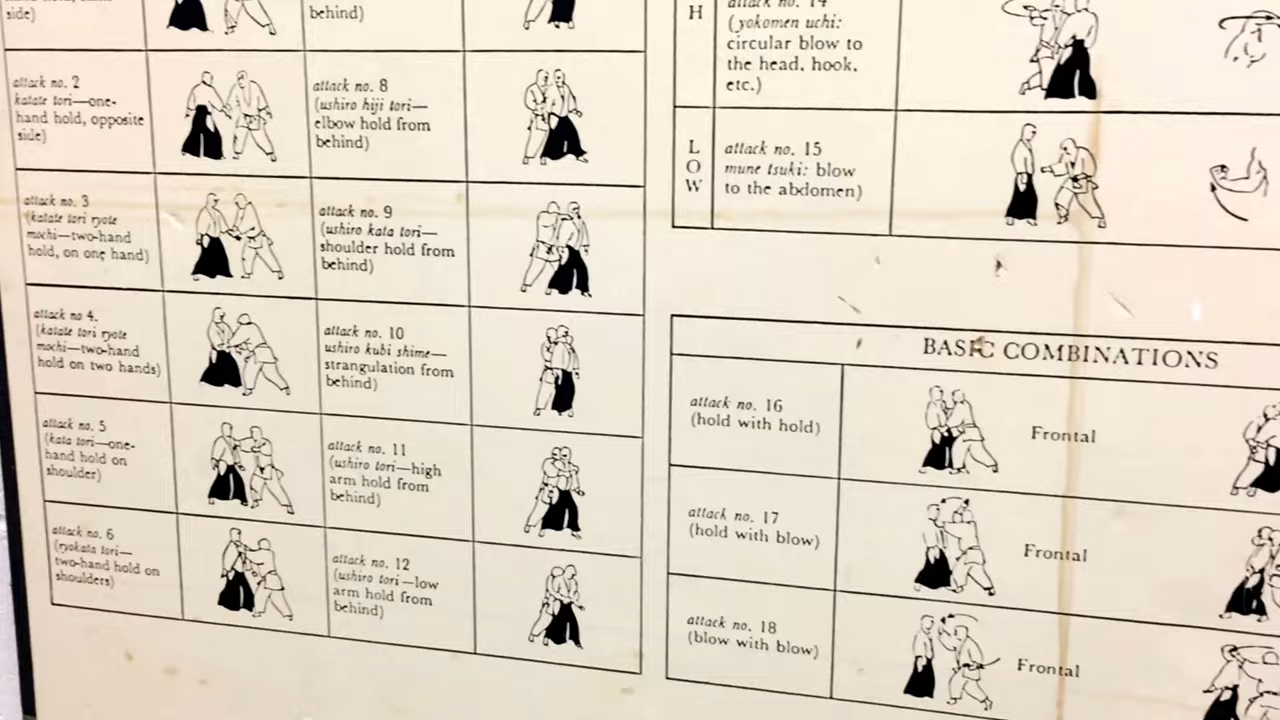 side)
attack no. 2
katate tori—one-
hand hold, opposite
side)
attack no. 3
(katate tori ryote
mochi—two-hand
hold, on one hand)
attack no 4.
(katate tori ryote
mochi—two-hand
hold on two hands)
attack no. 5
(kata tori—one-
hand hold on
shoulder)
attack no. 6
(ryokata tori—
two-hand hold on
shoulders)
behind)
attack no. 8
(ushiro hiji tori—
elbow hold from
behind)
attack no. 9
(ushiro kata tori—
shoulder hold from
behind)
attack no. 10
ushiro kubi shime—
strangulation from
behind)
attack no. 11
(ushiro tori—high
arm hold from
behind)
attack no. 12
(ushiro tori—low
arm hold from
behind)
H
attack no. 14
(yokomen uchi:
circular blow to
the head, hook,
etc.)
L
O
W
attack no. 15
mune tsuki: blow
to the abdomen)
BASIC COMBINATIONS
attack no. 16
(hold with hold)
Frontal
attack no. 17
(hold with blow)
Frontal
attack no. 18
(blow with blow)
Frontal